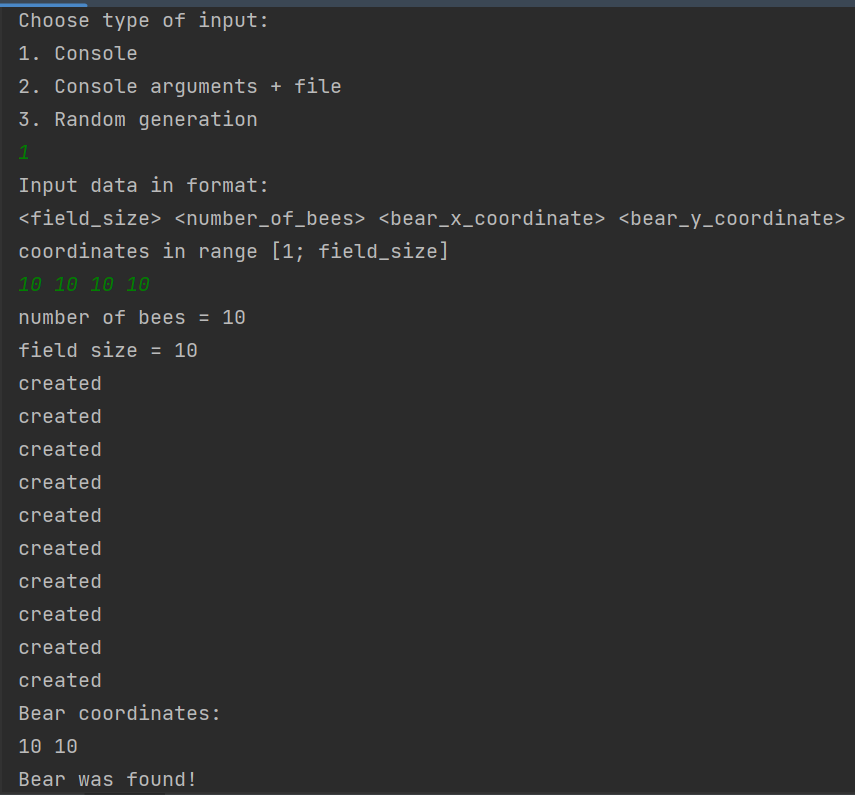 Choose type of input:
1. Console
2. Console arguments + file
3. Random generation
1
Input data in format:
<field_size> <number_of_bees> <bear_x_coordinate> <bear_y_coordinate>
coordinates in range [1; field_size]
10 10 10 10
number of bees = 10
field size = 10
created
created
created
created
created
created
created
created
created
created
Bear coordinates:
10 10
Bear was found!